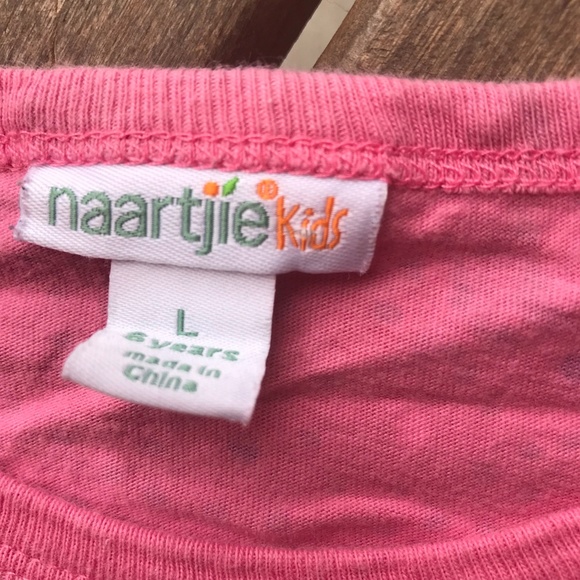 naartjie® Kids
L
6 years
made in
China